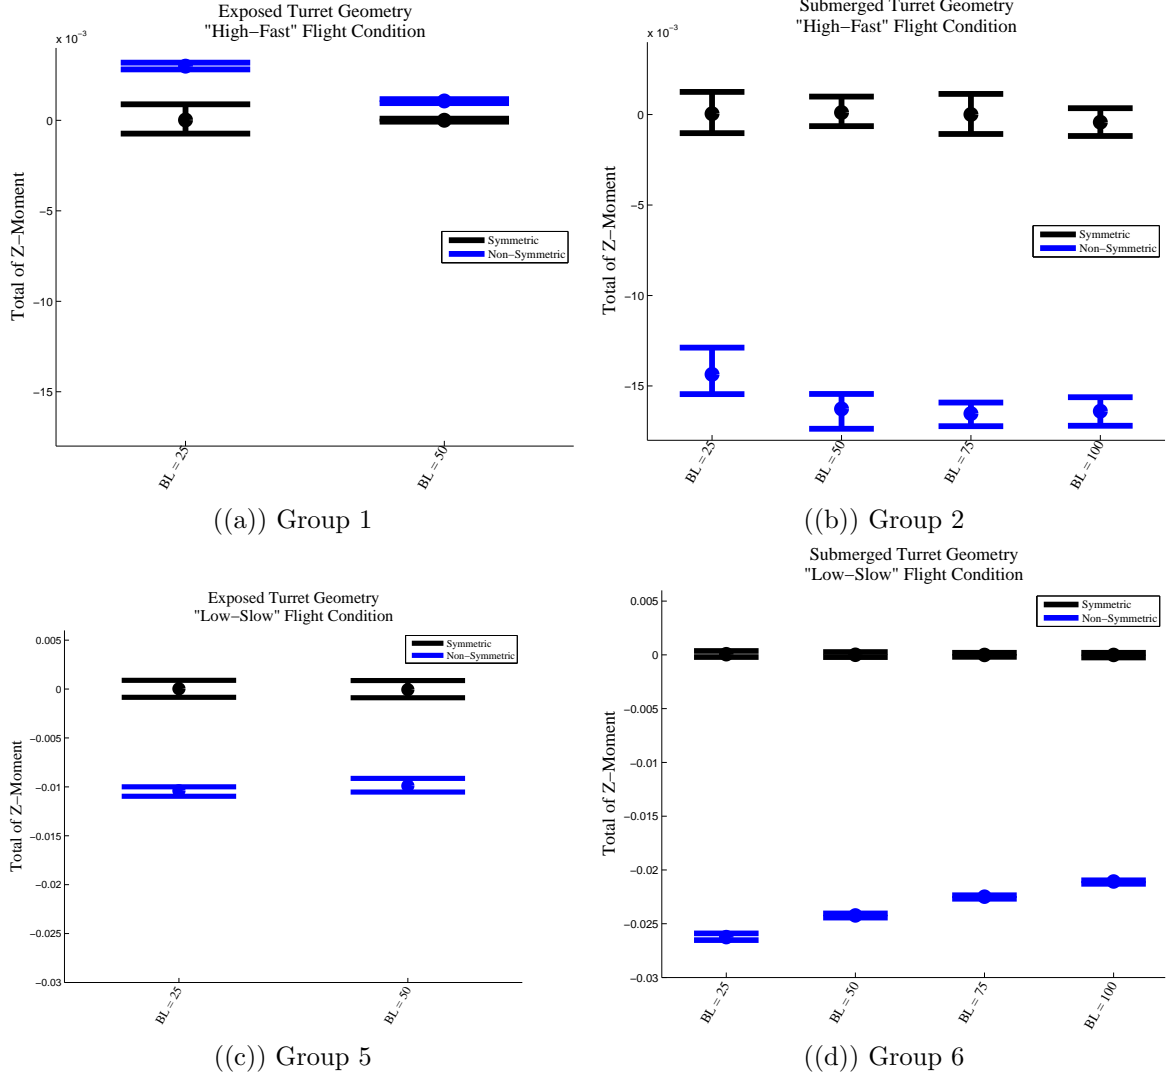 Exposed Turret Geometry
"High−Fast" Flight Condition
x 10⁻³
0
−5
−10
−15
Total of Z−Moment
Symmetric
Non−Symmetric
BL = 25
BL = 50
((a)) Group 1
Submerged Turret Geometry
"High−Fast" Flight Condition
x 10⁻³
0
−5
−10
−15
Total of Z−Moment
Symmetric
Non−Symmetric
BL = 25
BL = 50
BL = 75
BL = 100
((b)) Group 2
Exposed Turret Geometry
"Low−Slow" Flight Condition
0.005
0
−0.005
−0.01
−0.015
−0.02
−0.025
−0.03
Total of Z−Moment
Symmetric
Non−Symmetric
BL = 25
BL = 50
((c)) Group 5
Submerged Turret Geometry
"Low−Slow" Flight Condition
0.005
0
−0.005
−0.01
−0.015
−0.02
−0.025
−0.03
Total of Z−Moment
Symmetric
Non−Symmetric
BL = 25
BL = 50
BL = 75
BL = 100
((d)) Group 6